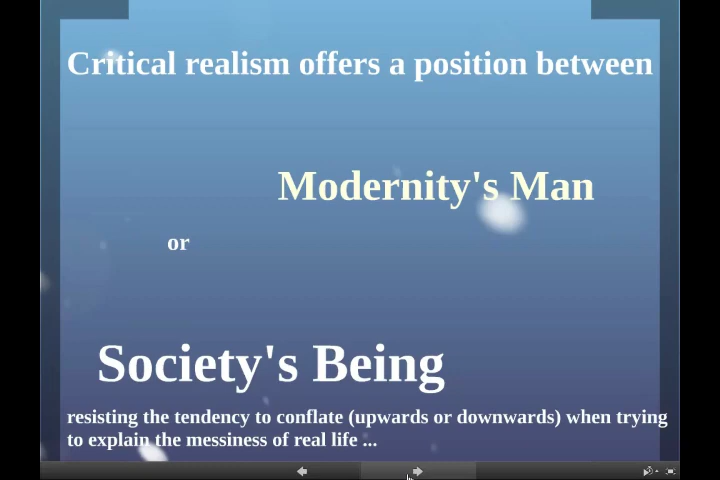 Critical realism offers a position between
Modernity's Man
or
Society's Being
resisting the tendency to conflate (upwards or downwards) when trying
to explain the messiness of real life ...